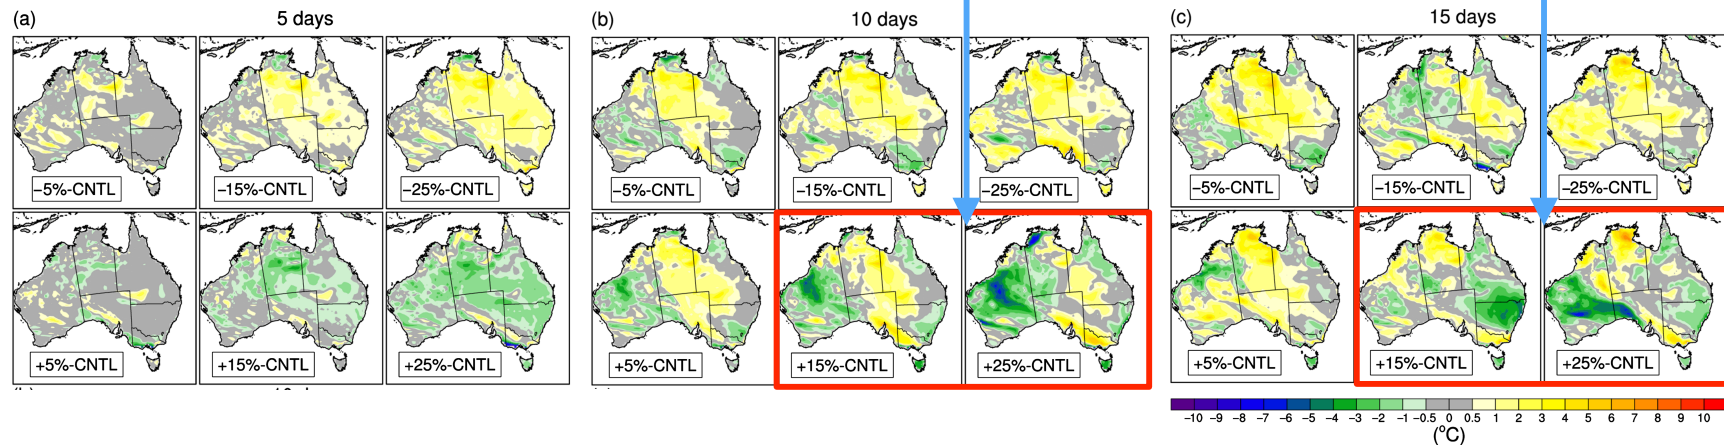 (a) 5 days
−5%-CNTL −15%-CNTL −25%-CNTL
+5%-CNTL +15%-CNTL +25%-CNTL
(b) 10 days
−5%-CNTL −15%-CNTL −25%-CNTL
+5%-CNTL +15%-CNTL +25%-CNTL
(c) 15 days
−5%-CNTL −15%-CNTL −25%-CNTL
+5%-CNTL +15%-CNTL +25%-CNTL
−10 −9 −8 −7 −6 −5 −4 −3 −2 −1 −0.5 0 0.5 1 2 3 4 5 6 7 8 9 10
(°C)